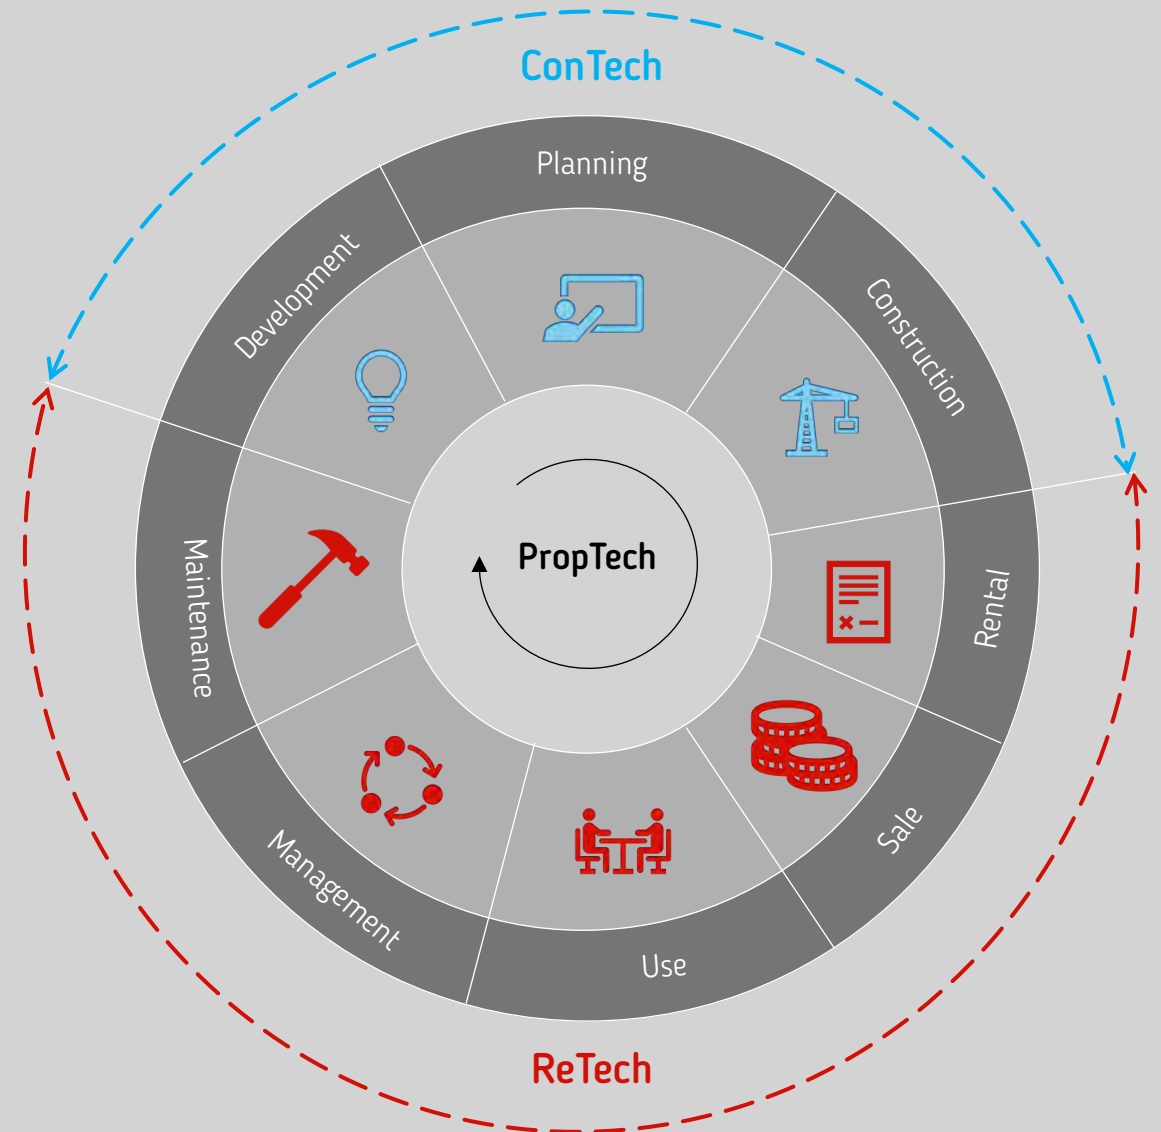 ConTech
Planning
Development
Construction
PropTech
Maintenance
Rental
Management
Sale
Use
ReTech